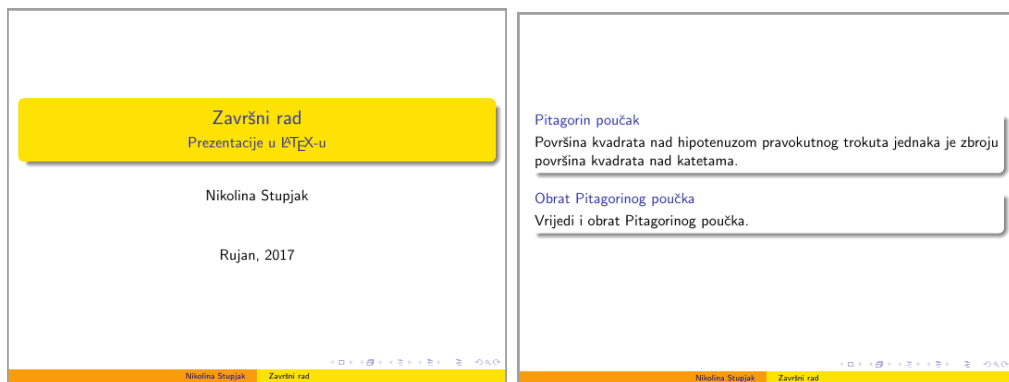 Završni rad
Prezentacije u LATEX-u
Nikolina Stupjak
Rujan, 2017
Nikolina Stupjak Završni rad
Pitagorin poučak
Površina kvadrata nad hipotenuzom pravokutnog trokuta jednaka je zbroju
površina kvadrata nad katetama.
Obrat Pitagorinog poučka
Vrijedi i obrat Pitagorinog poučka.
Nikolina Stupjak Završni rad